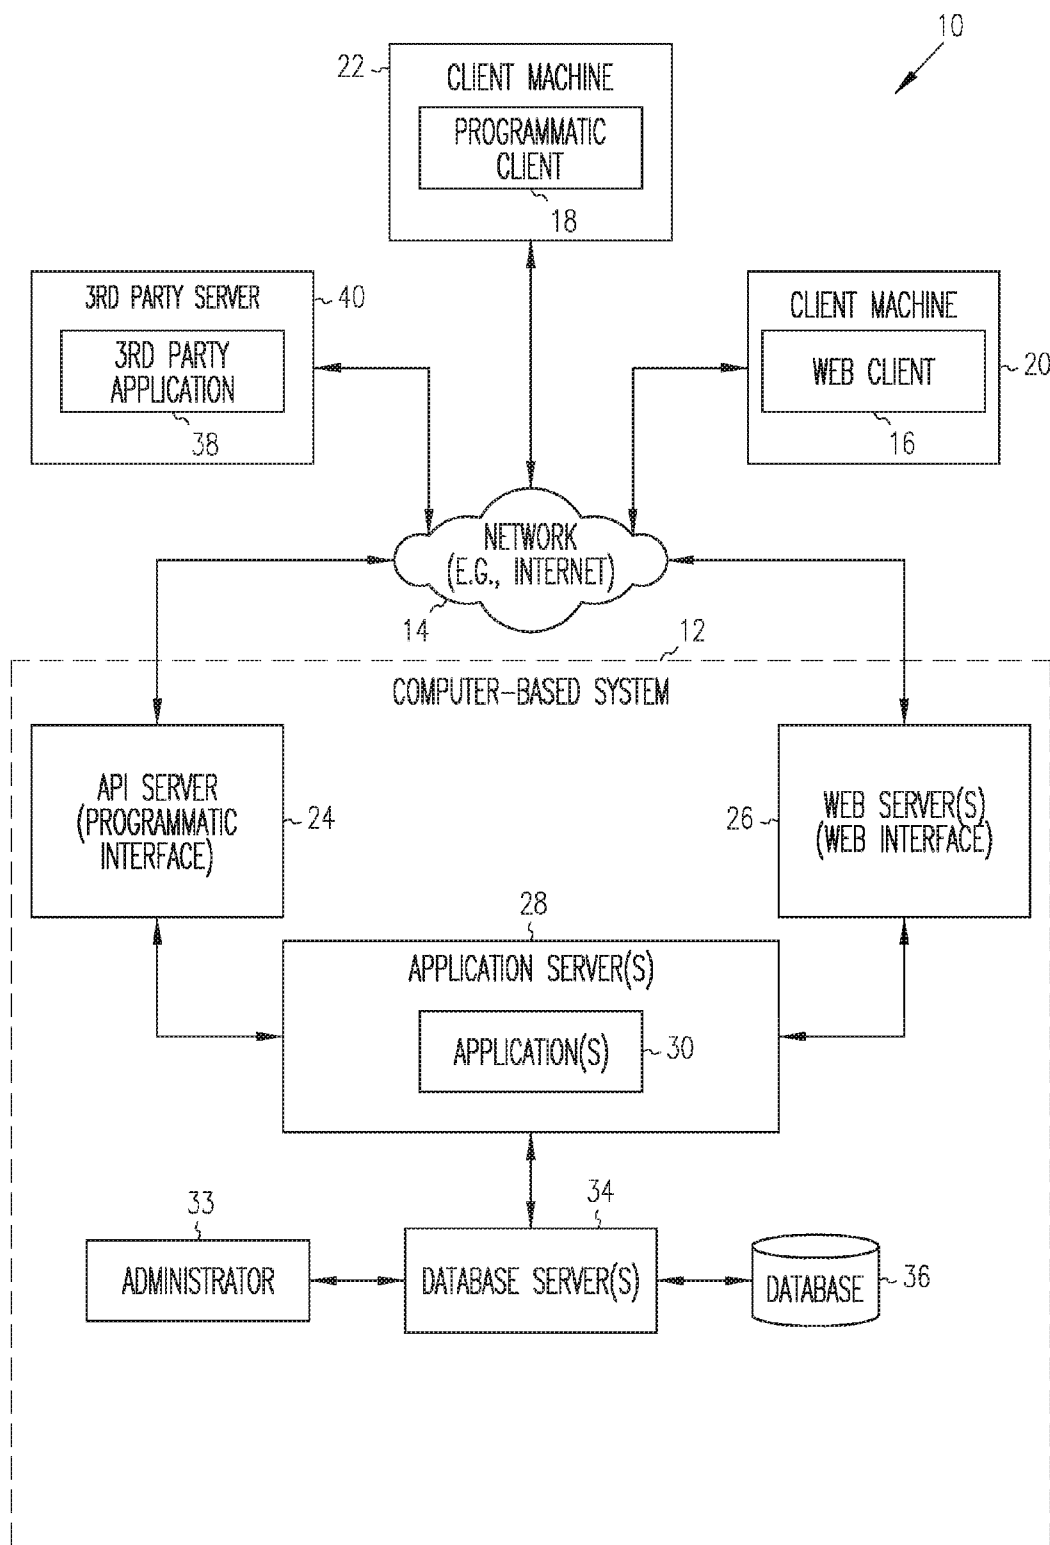 10
22
CLIENT MACHINE
PROGRAMMATIC
CLIENT
18
3RD PARTY SERVER
40
3RD PARTY
APPLICATION
38
CLIENT MACHINE
WEB CLIENT
20
16
NETWORK
(E.G., INTERNET)
14
12
COMPUTER-BASED SYSTEM
API SERVER
(PROGRAMMATIC
INTERFACE)
24
26
WEB SERVER(S)
(WEB INTERFACE)
28
APPLICATION SERVER(S)
APPLICATION(S)
30
33
ADMINISTRATOR
34
DATABASE SERVER(S)
DATABASE
36